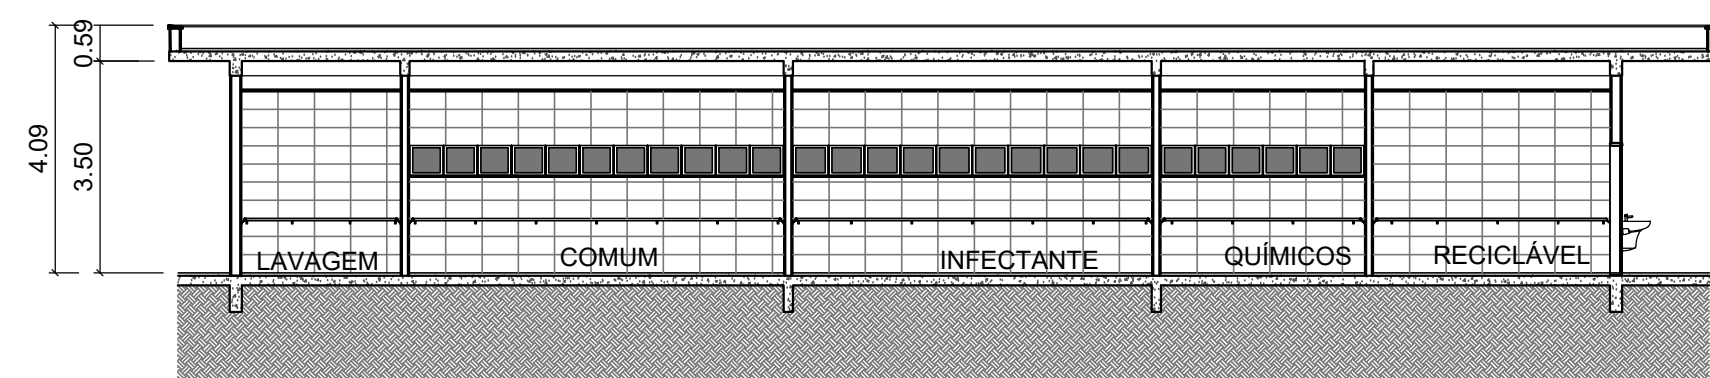 0.59
4.09
3.50
LAVAGEM
COMUM
INFECTANTE
QUÍMICOS
RECICLÁVEL